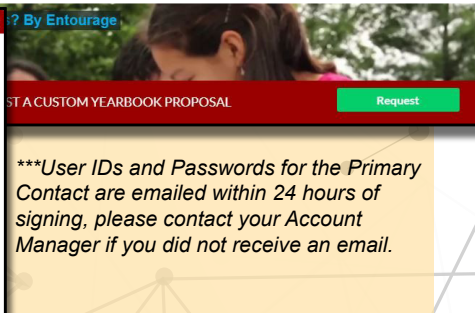 s? By Entourage
ST A CUSTOM YEARBOOK PROPOSAL
Request
***User IDs and Passwords for the Primary
Contact are emailed within 24 hours of
signing, please contact your Account
Manager if you did not receive an email.